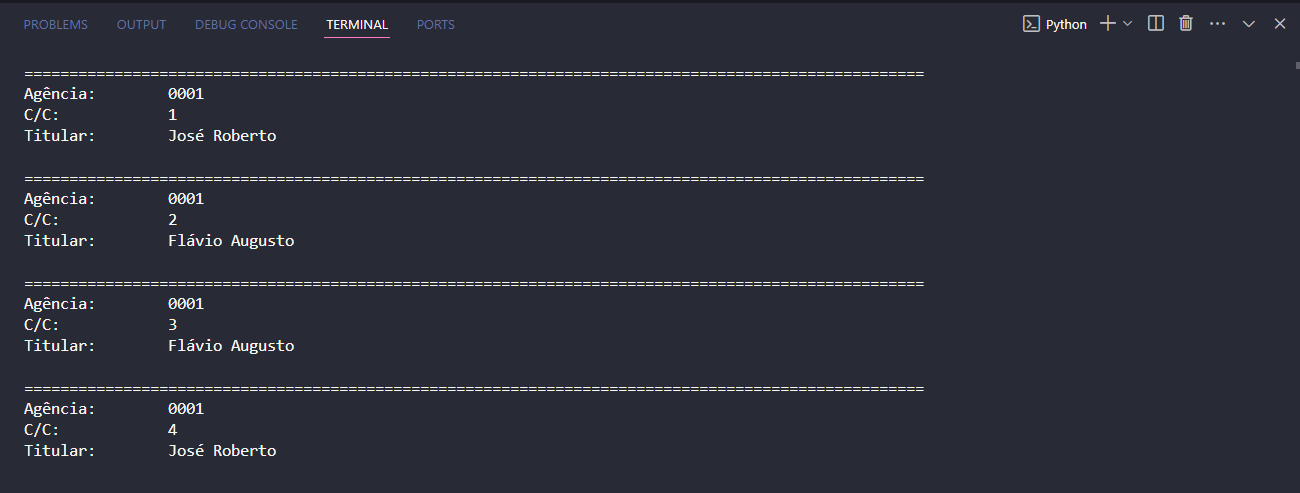 PROBLEMS OUTPUT DEBUG CONSOLE TERMINAL PORTS Python
====================================================================================================
Agência: 0001
C/C: 1
Titular: José Roberto
====================================================================================================
Agência: 0001
C/C: 2
Titular: Flávio Augusto
====================================================================================================
Agência: 0001
C/C: 3
Titular: Flávio Augusto
====================================================================================================
Agência: 0001
C/C: 4
Titular: José Roberto